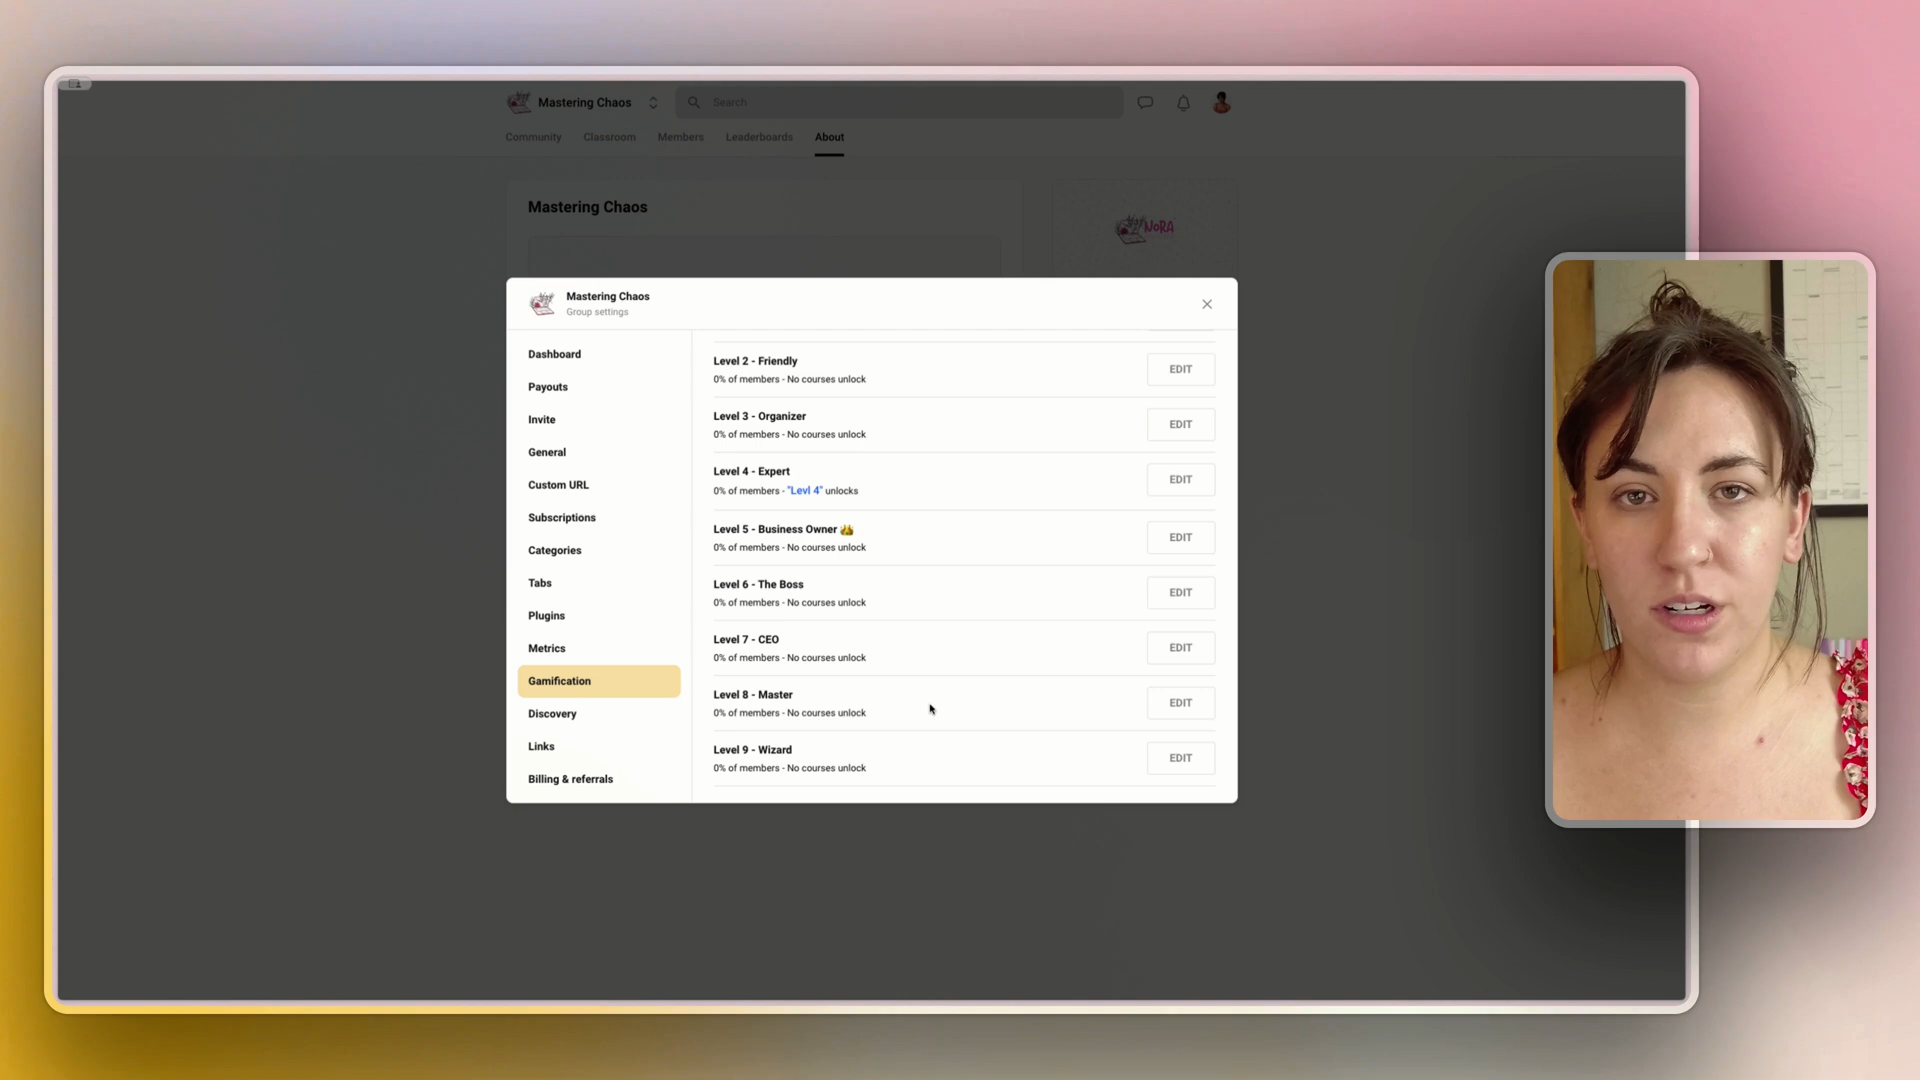 Mastering Chaos
Search
Community
Classroom
Members
Leaderboards
About
Mastering Chaos
NoRA
Mastering Chaos
Group settings
Dashboard
Payouts
Invite
General
Custom URL
Subscriptions
Categories
Tabs
Plugins
Metrics
Gamification
Discovery
Links
Billing & referrals
Level 2 - Friendly
0% of members - No courses unlock
EDIT
Level 3 - Organizer
0% of members - No courses unlock
EDIT
Level 4 - Expert
0% of members - "Levl 4" unlocks
EDIT
Level 5 - Business Owner
0% of members - No courses unlock
EDIT
Level 6 - The Boss
0% of members - No courses unlock
EDIT
Level 7 - CEO
0% of members - No courses unlock
EDIT
Level 8 - Master
0% of members - No courses unlock
EDIT
Level 9 - Wizard
0% of members - No courses unlock
EDIT